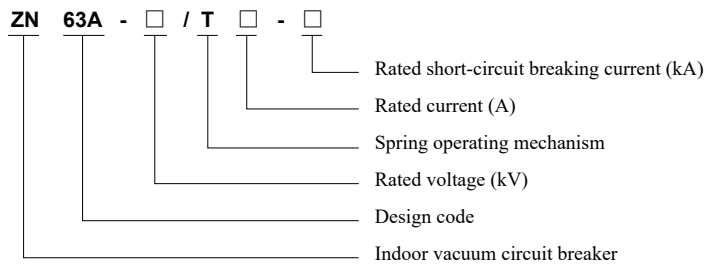 ZN 63A - □ / T □ - □
Rated short-circuit breaking current (kA)
Rated current (A)
Spring operating mechanism
Rated voltage (kV)
Design code
Indoor vacuum circuit breaker